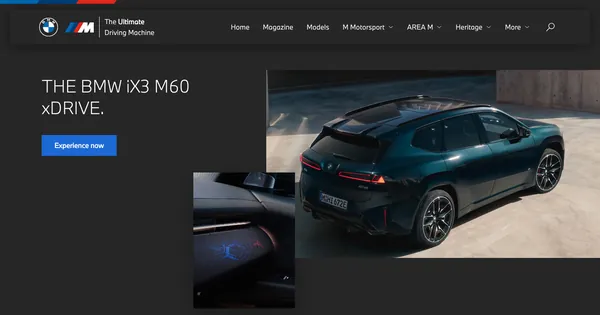 The Ultimate
Driving Machine
Home
Magazine
Models
M Motorsport
AREA M
Heritage
More
THE BMW iX3 M60
xDRIVE.
Experience now